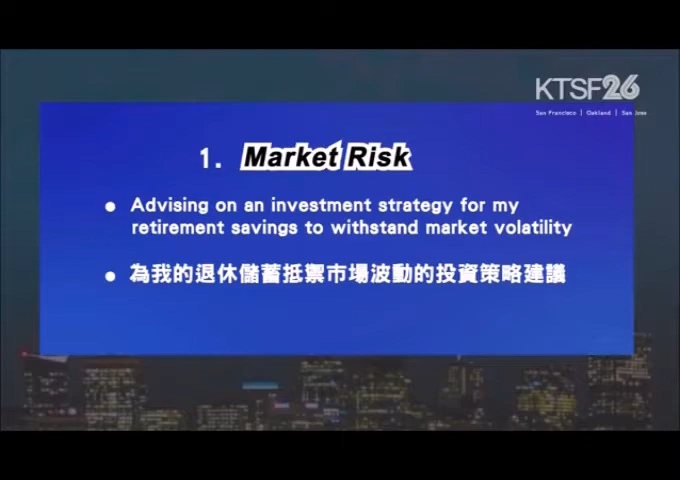 KTSF26
San Francisco | Oakland | San Jose
1. Market Risk
● Advising on an investment strategy for my
retirement savings to withstand market volatility
● 為我的退休儲蓄抵禦市場波動的投資策略建議